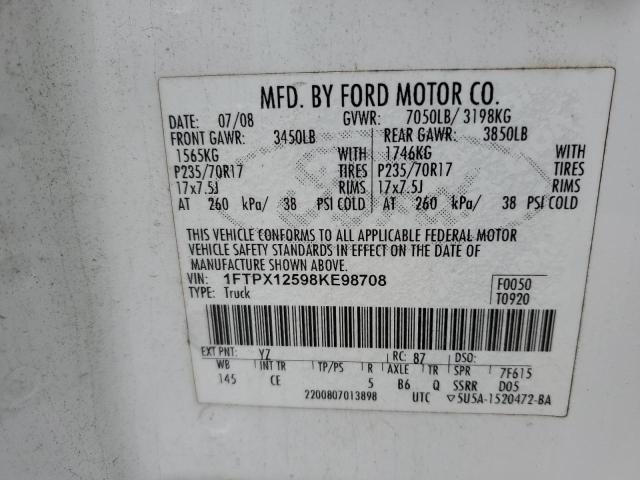 MFD. BY FORD MOTOR CO.
DATE: 07/08 GVWR: 7050LB/ 3198KG
FRONT GAWR: 3450LB REAR GAWR: 3850LB
1565KG WITH 1746KG WITH
P235/70R17 TIRES P235/70R17 TIRES
17x7.5J RIMS 17x7.5J RIMS
AT 260 kPa/ 38 PSI COLD AT 260 kPa/ 38 PSI COLD
THIS VEHICLE CONFORMS TO ALL APPLICABLE FEDERAL MOTOR
VEHICLE SAFETY STANDARDS IN EFFECT ON THE DATE OF
MANUFACTURE SHOWN ABOVE.
VIN: 1FTPX12598KE98708 F0050
TYPE: Truck T0920
EXT PNT: YZ RC: 87 DSO:
WB INT TR TP/PS R AXLE TR SPR 7F615
145 CE 5 B6 Q SSRR D05
2200807013898 UTC ▽5U5A-1520472-BA